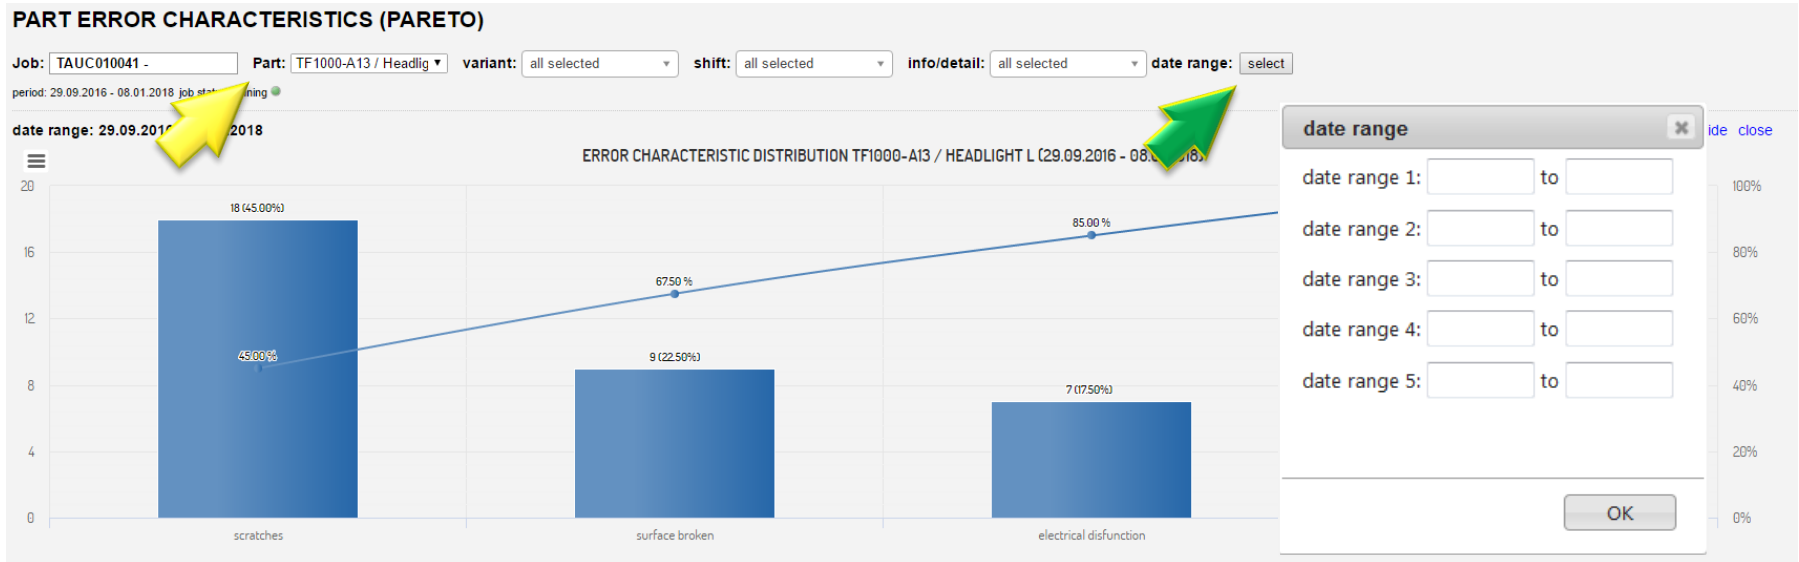 PART ERROR CHARACTERISTICS (PARETO)
Job: TAUC010041 - Part: TF1000-A13 / Headlig variant: all selected shift: all selected info/detail: all selected date range: select
period: 29.09.2016 - 08.01.2018 job ning
date range: 29.09.201 2018
ide close
ERROR CHARACTERISTIC DISTRIBUTION TF1000-A13 / HEADLIGHT L (29.09.2016 - 08.
20
16
12
8
4
0
18 (45.00%)
45.00 %
67.50 %
9 (22.50%)
85.00 %
7 (17.50%)
scratches
surface broken
electrical disfunction
100%
80%
60%
40%
20%
0%
date range
date range 1: to
date range 2: to
date range 3: to
date range 4: to
date range 5: to
OK